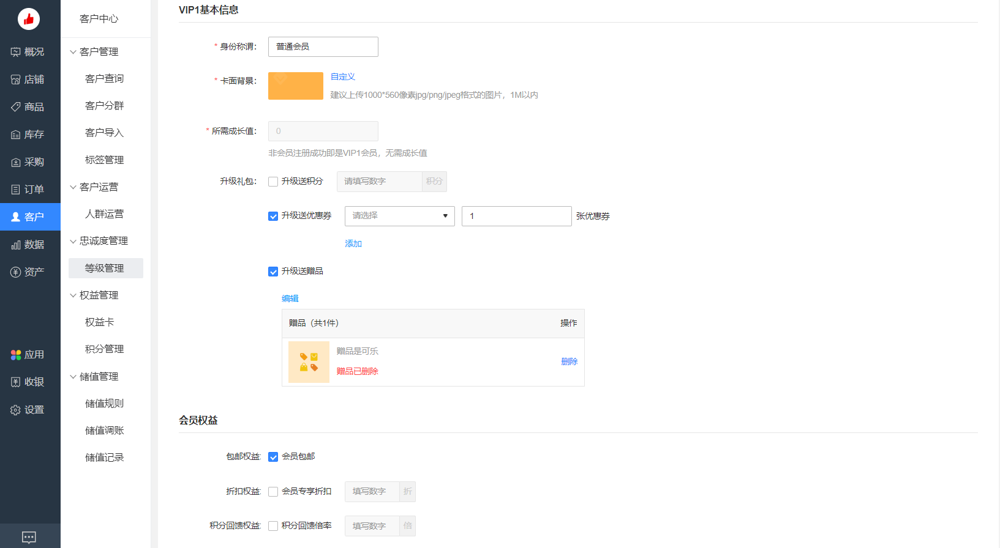 概况
店铺
商品
库存
采购
订单
客户
数据
资产
应用
收银
设置
客户中心
客户管理
客户查询
客户分群
客户导入
标签管理
客户运营
人群运营
忠诚度管理
等级管理
权益管理
权益卡
积分管理
储值管理
储值规则
储值调账
储值记录
VIP1基本信息
* 身份称谓： 普通会员
* 卡面背景： 自定义
建议上传1000*560像素jpg/png/jpeg格式的图片，1M以内
* 所需成长值： 0
非会员注册成功即是VIP1会员，无需成长值
升级礼包： 升级送积分 请填写数字 积分
升级送优惠券 请选择 1 张优惠券
添加
升级送赠品
编辑
赠品（共1件） 操作
赠品是可乐
赠品已删除 删除
会员权益
包邮权益: 会员包邮
折扣权益: 会员专享折扣 填写数字 折
积分回馈权益: 积分回馈倍率 填写数字 倍